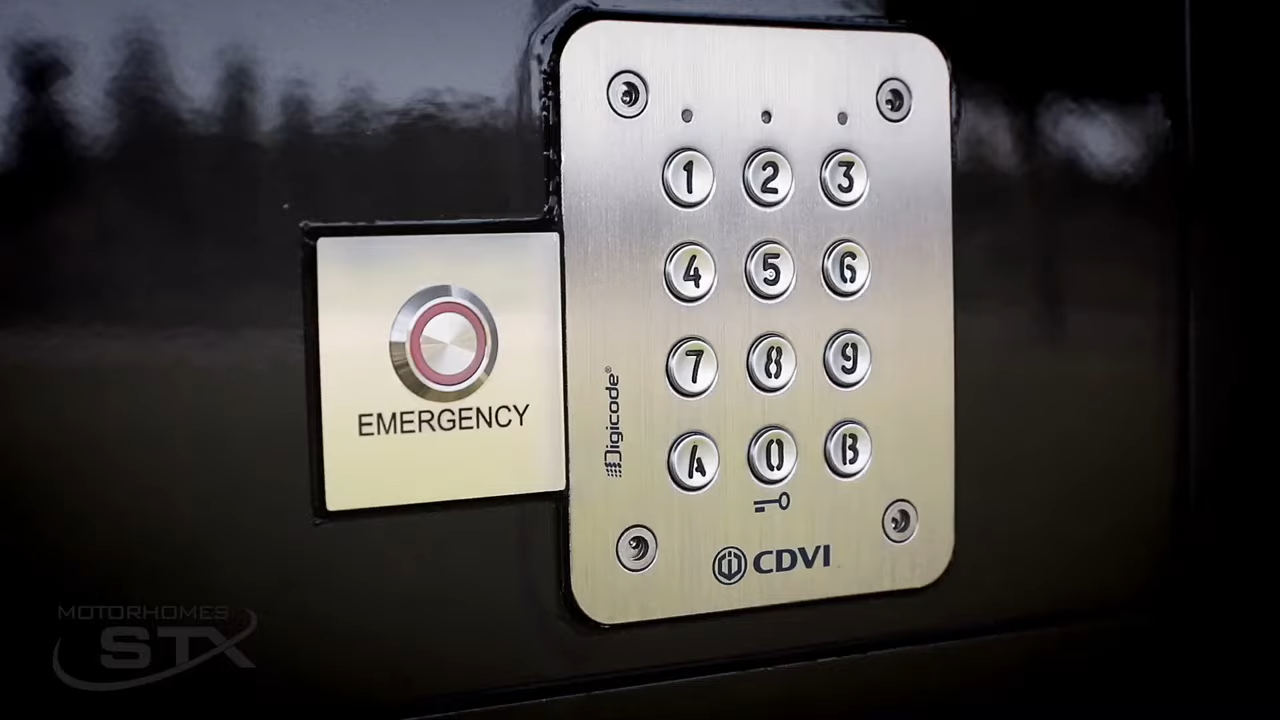 1 2 3
4 5 6
7 8 9
A 0 B
EMERGENCY
Digicode®
CDVI
MOTORHOMES
STX